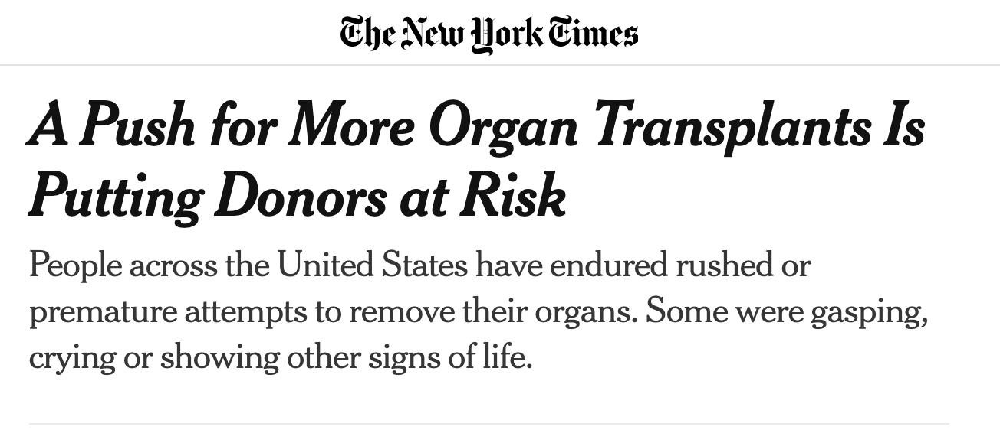 The New York Times
A Push for More Organ Transplants Is
Putting Donors at Risk
People across the United States have endured rushed or
premature attempts to remove their organs. Some were gasping,
crying or showing other signs of life.